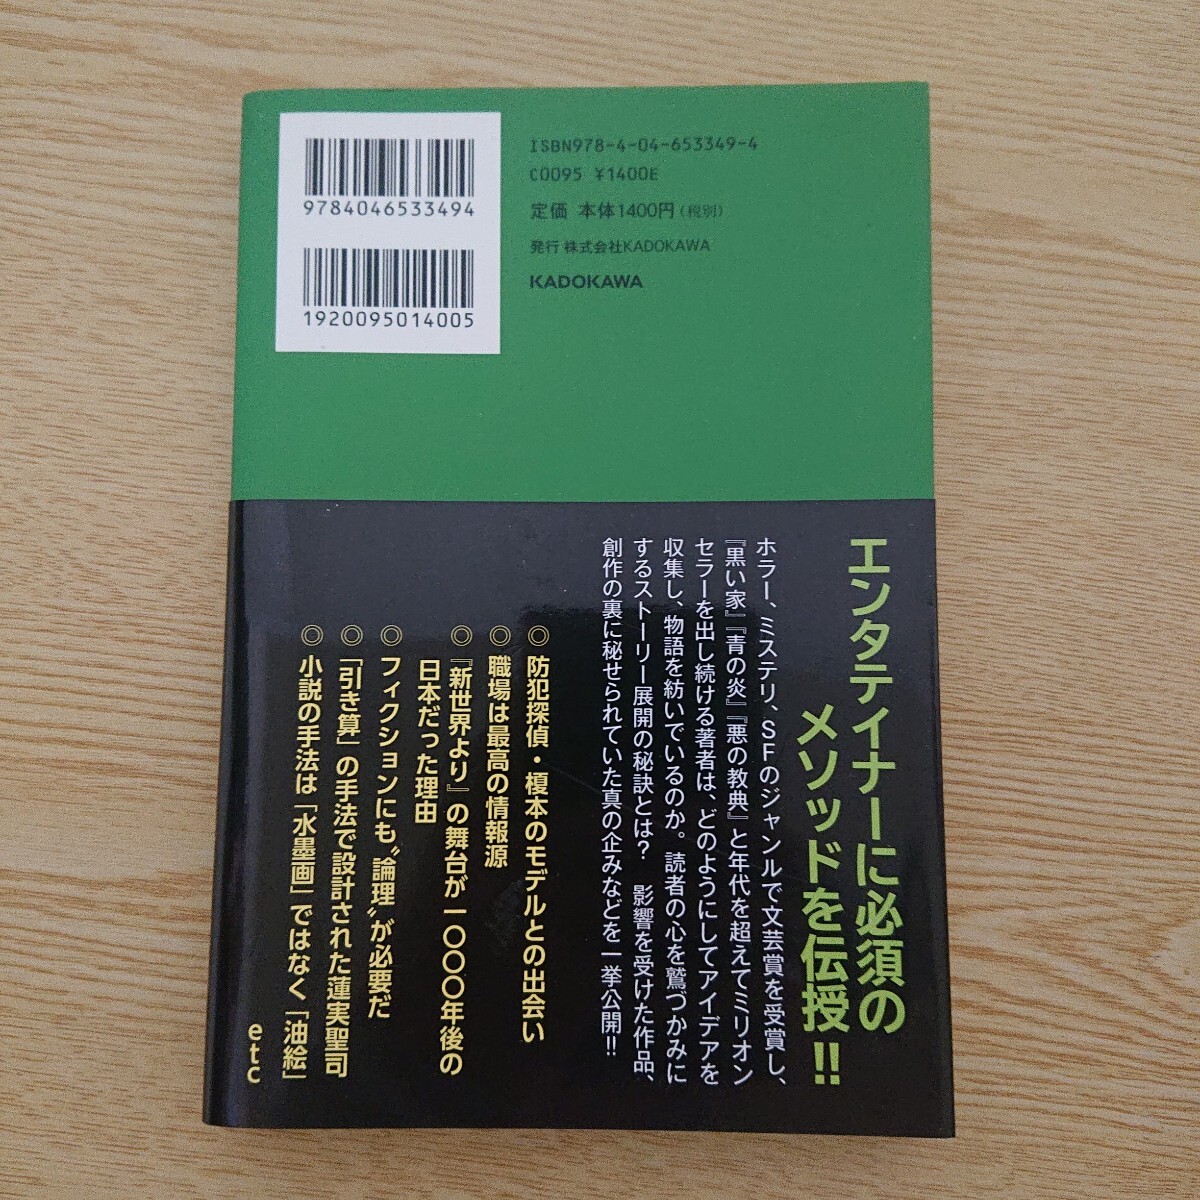 9784046533494
1920095014005
ISBN978-4-04-653349-4
C0095 ¥1400E
定価 本体1400円(税別)
発行 株式会社KADOKAWA
KADOKAWA
エンタテイナーに必須の
メソッドを伝授!!
ホラー、ミステリ、SFのジャンルで文芸賞を受賞し、
『黒い家』『青の炎』『悪の教典』と年代を超えてミリオン
セラーを出し続ける著者は、どのようにしてアイデアを
収集し、物語を紡いでいるのか。読者の心を鷲づかみに
するストーリー展開の秘訣とは? 影響を受けた作品、
創作の裏に秘せられていた真の企みなどを一挙公開!!
◎防犯探偵・榎本のモデルとの出会い
◎職場は最高の情報源
◎『新世界より』の舞台が一〇〇〇年後の
日本だった理由
◎フィクションにも〝論理〟が必要だ
◎「引き算」の手法で設計された蓮実聖司
◎小説の手法は「水墨画」ではなく「油絵」
etc